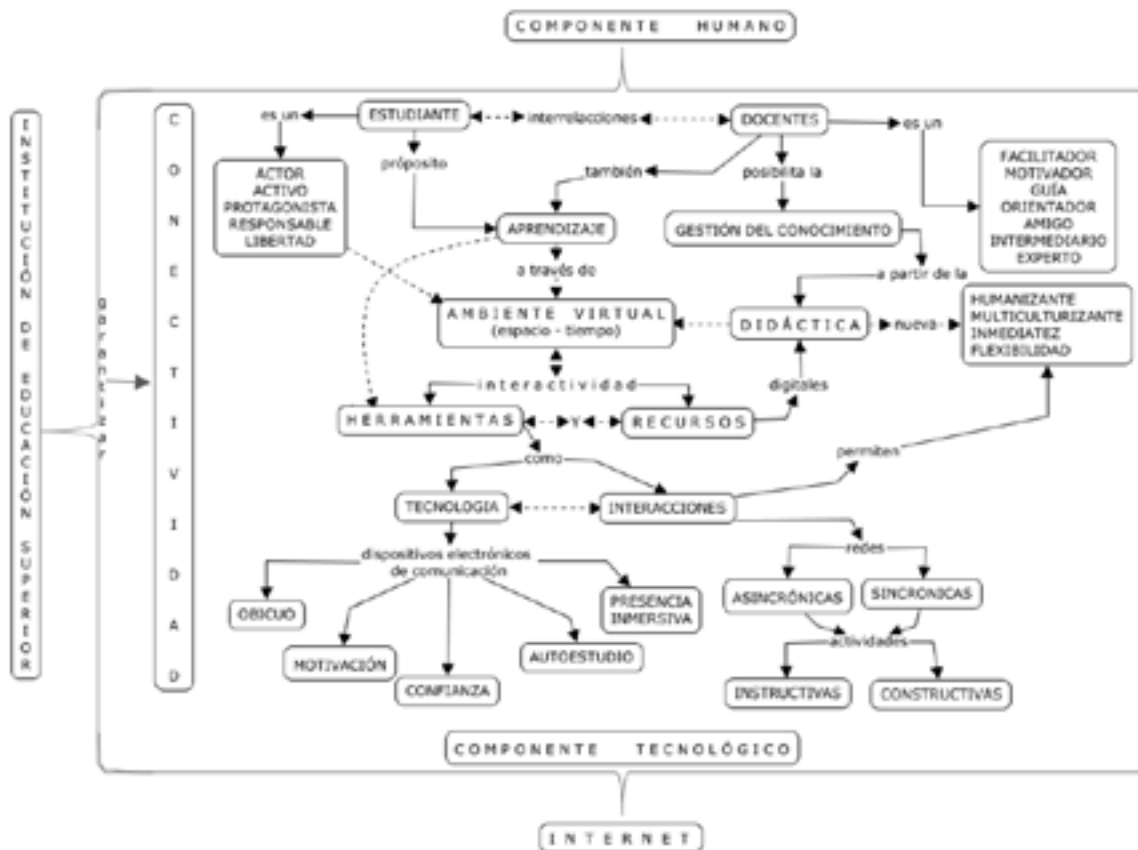 COMPONENTE HUMANO
INSTITUCIÓN DE EDUCACIÓN SUPERIOR
garantizar
CONECTIVIDAD
es un
ESTUDIANTE
interrelacciones
DOCENTES
es un
próposito
también
posibilita la
ACTOR
ACTIVO
PROTAGONISTA
RESPONSABLE
LIBERTAD
FACILITADOR
MOTIVADOR
GUÍA
ORIENTADOR
AMIGO
INTERMEDIARIO
EXPERTO
APRENDIZAJE
GESTIÓN DEL CONOCIMIENTO
a través de
a partir de la
AMBIENTE VIRTUAL
(espacio - tiempo)
DIDÁCTICA
nueva
HUMANIZANTE
MULTICULTURIZANTE
INMEDIATEZ
FLEXIBILIDAD
interactividad
digitales
HERRAMIENTAS
Y
RECURSOS
como
permiten
TECNOLOGIA
INTERACCIONES
dispositivos electrónicos
de comunicación
redes
OBICUO
MOTIVACIÓN
CONFIANZA
AUTOESTUDIO
PRESENCIA
INMERSIVA
ASINCRÓNICAS
SINCRONICAS
actividades
INSTRUCTIVAS
CONSTRUCTIVAS
COMPONENTE TECNOLÓGICO
INTERNET